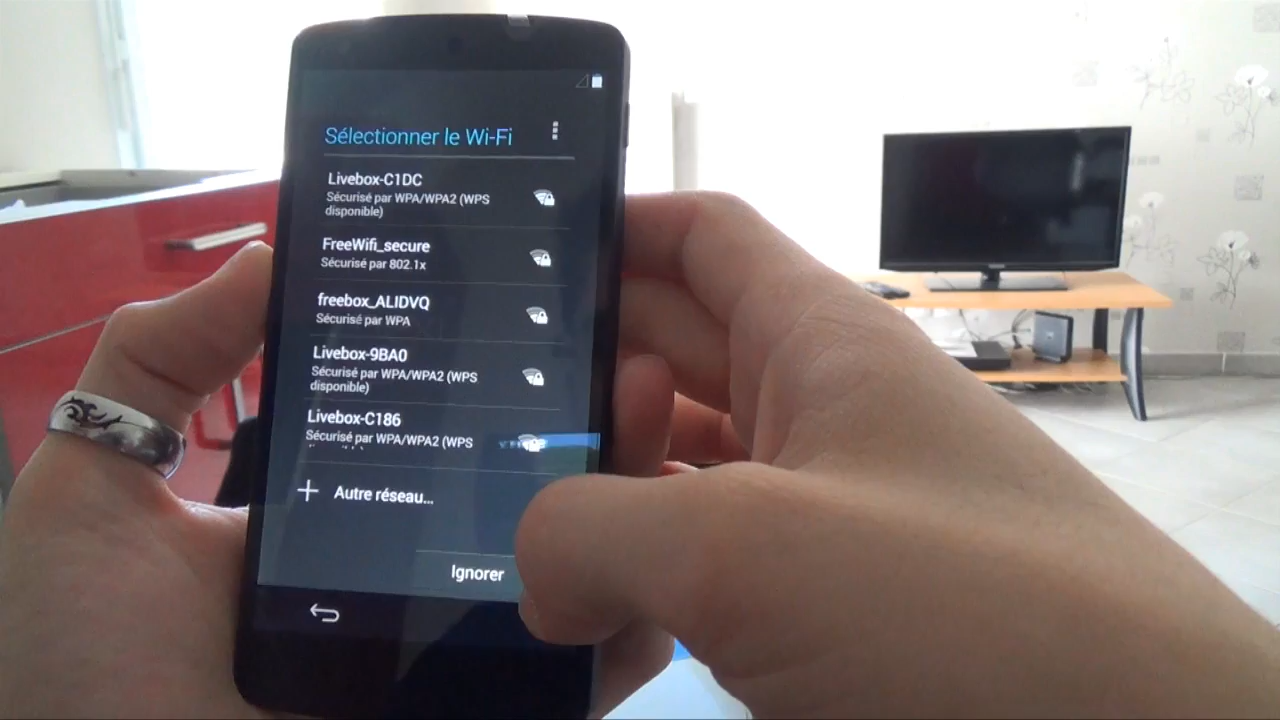 Sélectionner le Wi-Fi
Livebox-C1DC
Sécurisé par WPA/WPA2 (WPS
disponible)
FreeWifi_secure
Sécurisé par 802.1x
freebox_ALIDVQ
Sécurisé par WPA
Livebox-9BA0
Sécurisé par WPA/WPA2 (WPS
disponible)
Livebox-C186
Sécurisé par WPA/WPA2 (WPS
Autre réseau...
Ignorer